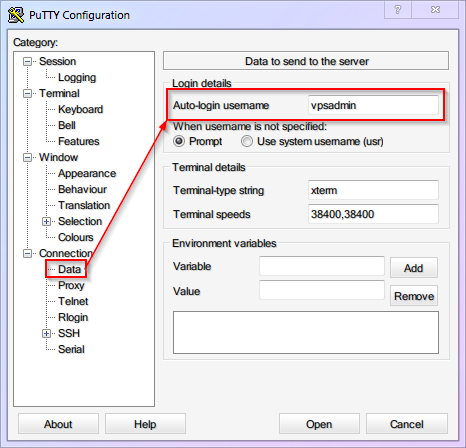 PuTTY Configuration
?
Category:
Session
Logging
Terminal
Keyboard
Bell
Features
Window
Appearance
Behaviour
Translation
Selection
Colours
Connection
Data
Proxy
Telnet
Rlogin
SSH
Serial
Data to send to the server
Login details
Auto-login username vpsadmin
When username is not specified:
Prompt Use system username (usr)
Terminal details
Terminal-type string xterm
Terminal speeds 38400,38400
Environment variables
Variable Add
Value Remove
About Help Open Cancel